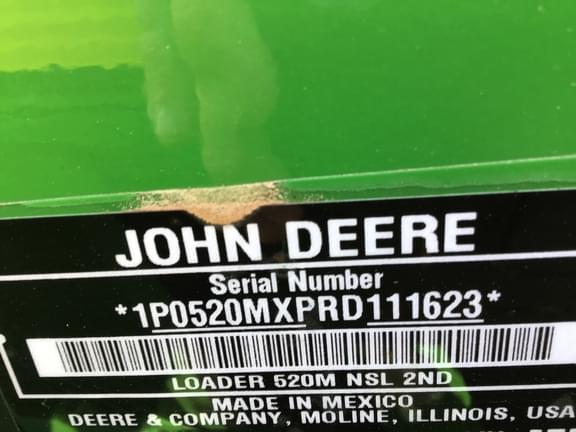 JOHN DEERE
Serial Number
*1P0520MXPRD111623*
LOADER 520M NSL 2ND
MADE IN MEXICO
DEERE & COMPANY, MOLINE, ILLINOIS, USA